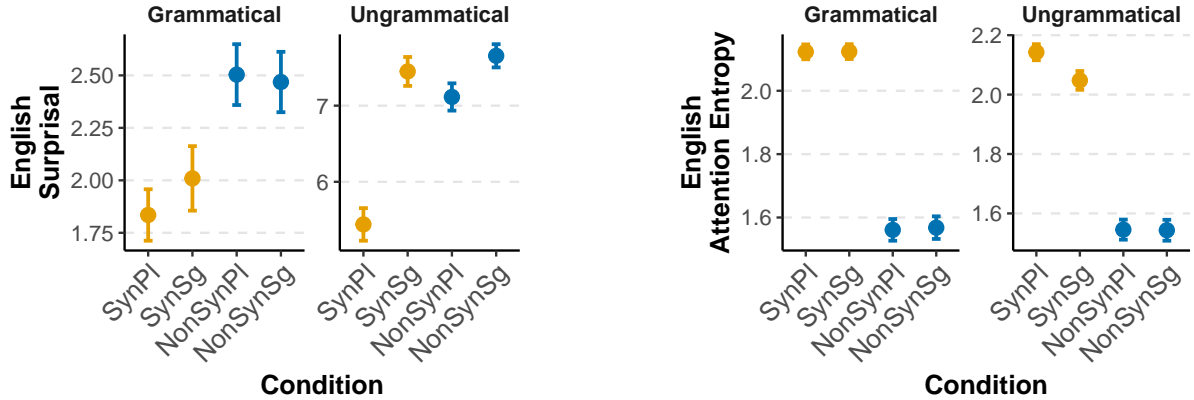 Grammatical
Ungrammatical
English
Surprisal
2.50
2.25
2.00
1.75
7
6
SynPl
SynSg
NonSynPl
NonSynSg
SynPl
SynSg
NonSynPl
NonSynSg
Condition
Grammatical
Ungrammatical
English
Attention Entropy
2.0
1.8
1.6
2.2
2.0
1.8
1.6
SynPl
SynSg
NonSynPl
NonSynSg
SynPl
SynSg
NonSynPl
NonSynSg
Condition